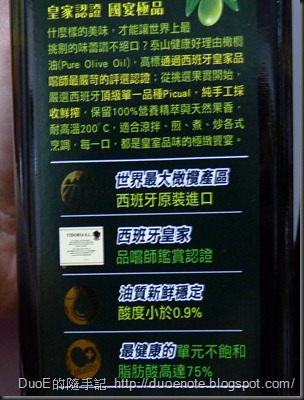 皇家認證 國宴極品
什麼樣的美味,才能讓世界上最
挑剔的味蕾讚不絕口?泰山健康好理由橄欖
油(Pure Olive Oil),高標通過西班牙皇家品
嚐師最嚴苛的評選認證;從挑選果實開始,
嚴選西班牙頂級單一品種Picual,純手工採
收鮮榨,保留100%營養精萃與天然果香,
耐高溫200°C,適合涼拌、煎、煮、炒各式
烹調,每一口,都是皇室品味的極緻饗宴。
世界最大橄欖產區
西班牙原裝進口
西班牙皇家
品嚐師鑑賞認證
油質新鮮穩定
酸度小於0.9%
最健康的單元不飽和
脂肪酸高達75%
DuoE的隨手記 http://duoenote.blogspot.com/